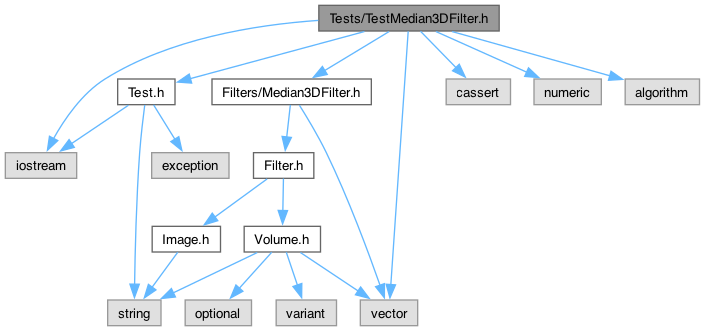 Tests/TestMedian3DFilter.h
Test.h
Filters/Median3DFilter.h
cassert
numeric
algorithm
iostream
exception
Filter.h
Image.h
Volume.h
string
optional
variant
vector